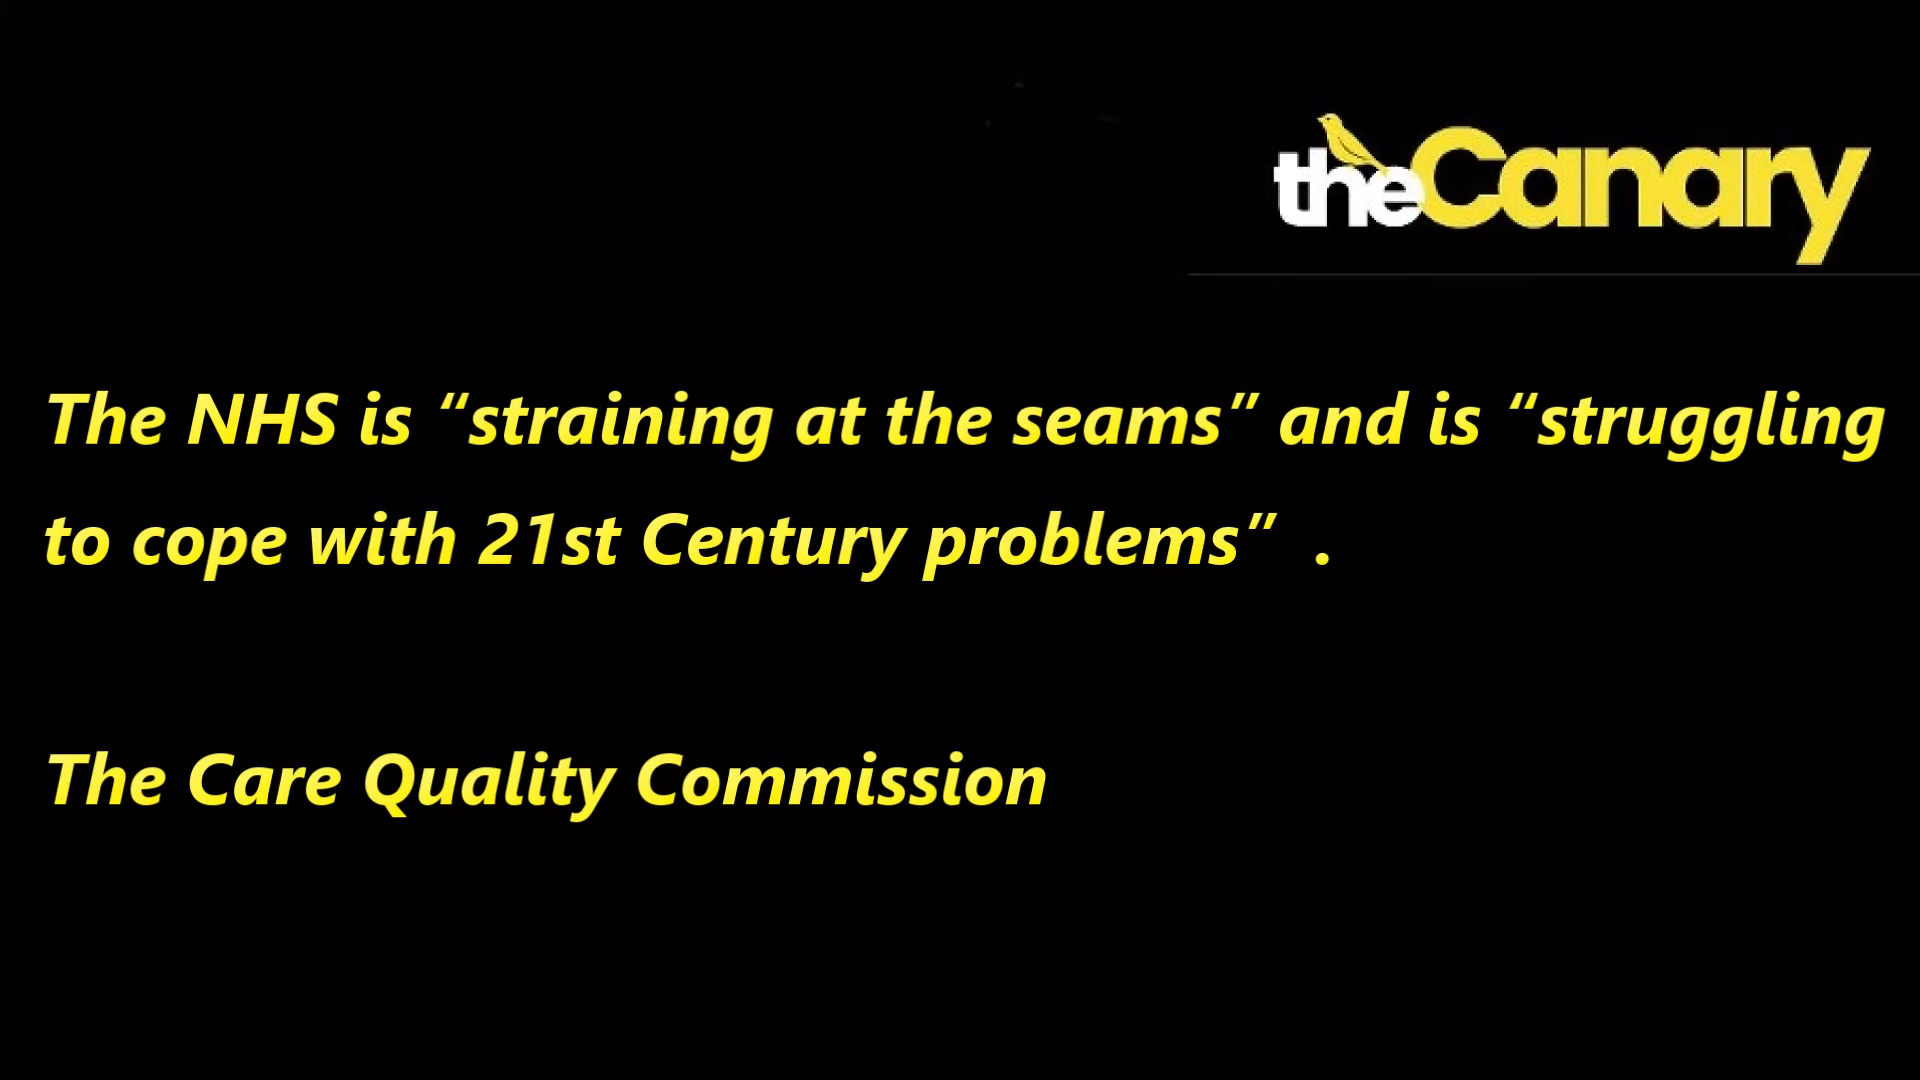 theCanary
The NHS is “straining at the seams” and is “struggling
to cope with 21st Century problems” .
The Care Quality Commission